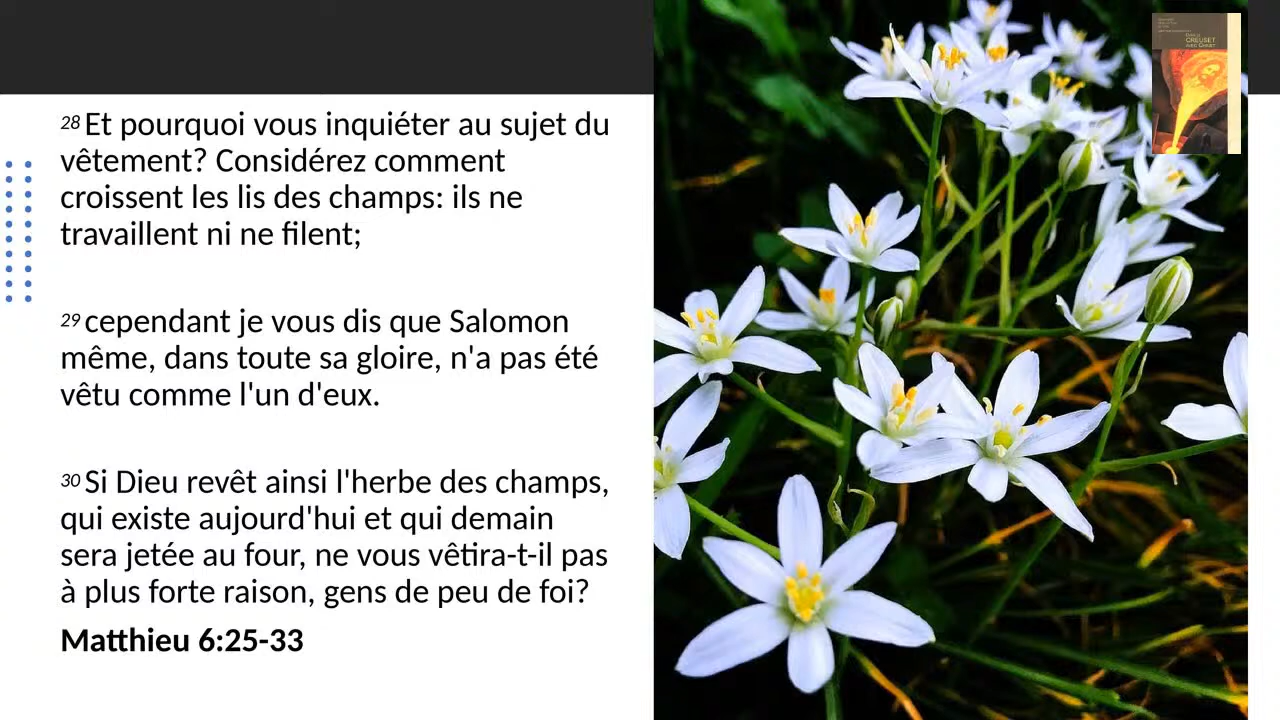 28 Et pourquoi vous inquiéter au sujet du
vêtement? Considérez comment
croissent les lis des champs: ils ne
travaillent ni ne filent;
29 cependant je vous dis que Salomon
même, dans toute sa gloire, n'a pas été
vêtu comme l'un d'eux.
30 Si Dieu revêt ainsi l'herbe des champs,
qui existe aujourd'hui et qui demain
sera jetée au four, ne vous vêtira-t-il pas
à plus forte raison, gens de peu de foi?
Matthieu 6:25-33
CREUSET
AVEC CHRIST